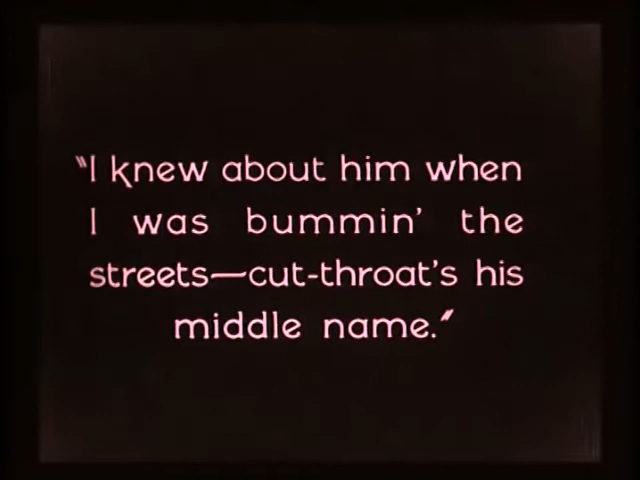 "I knew about him when
I was bummin' the
streets—cut-throat's his
middle name."